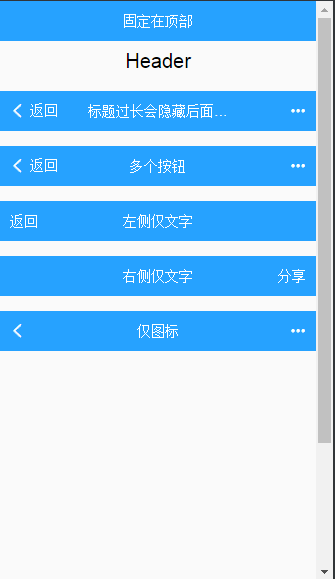 固定在顶部
Header
返回 标题过长会隐藏后面... •••
返回 多个按钮 •••
返回 左侧仅文字
右侧仅文字 分享
仅图标 •••